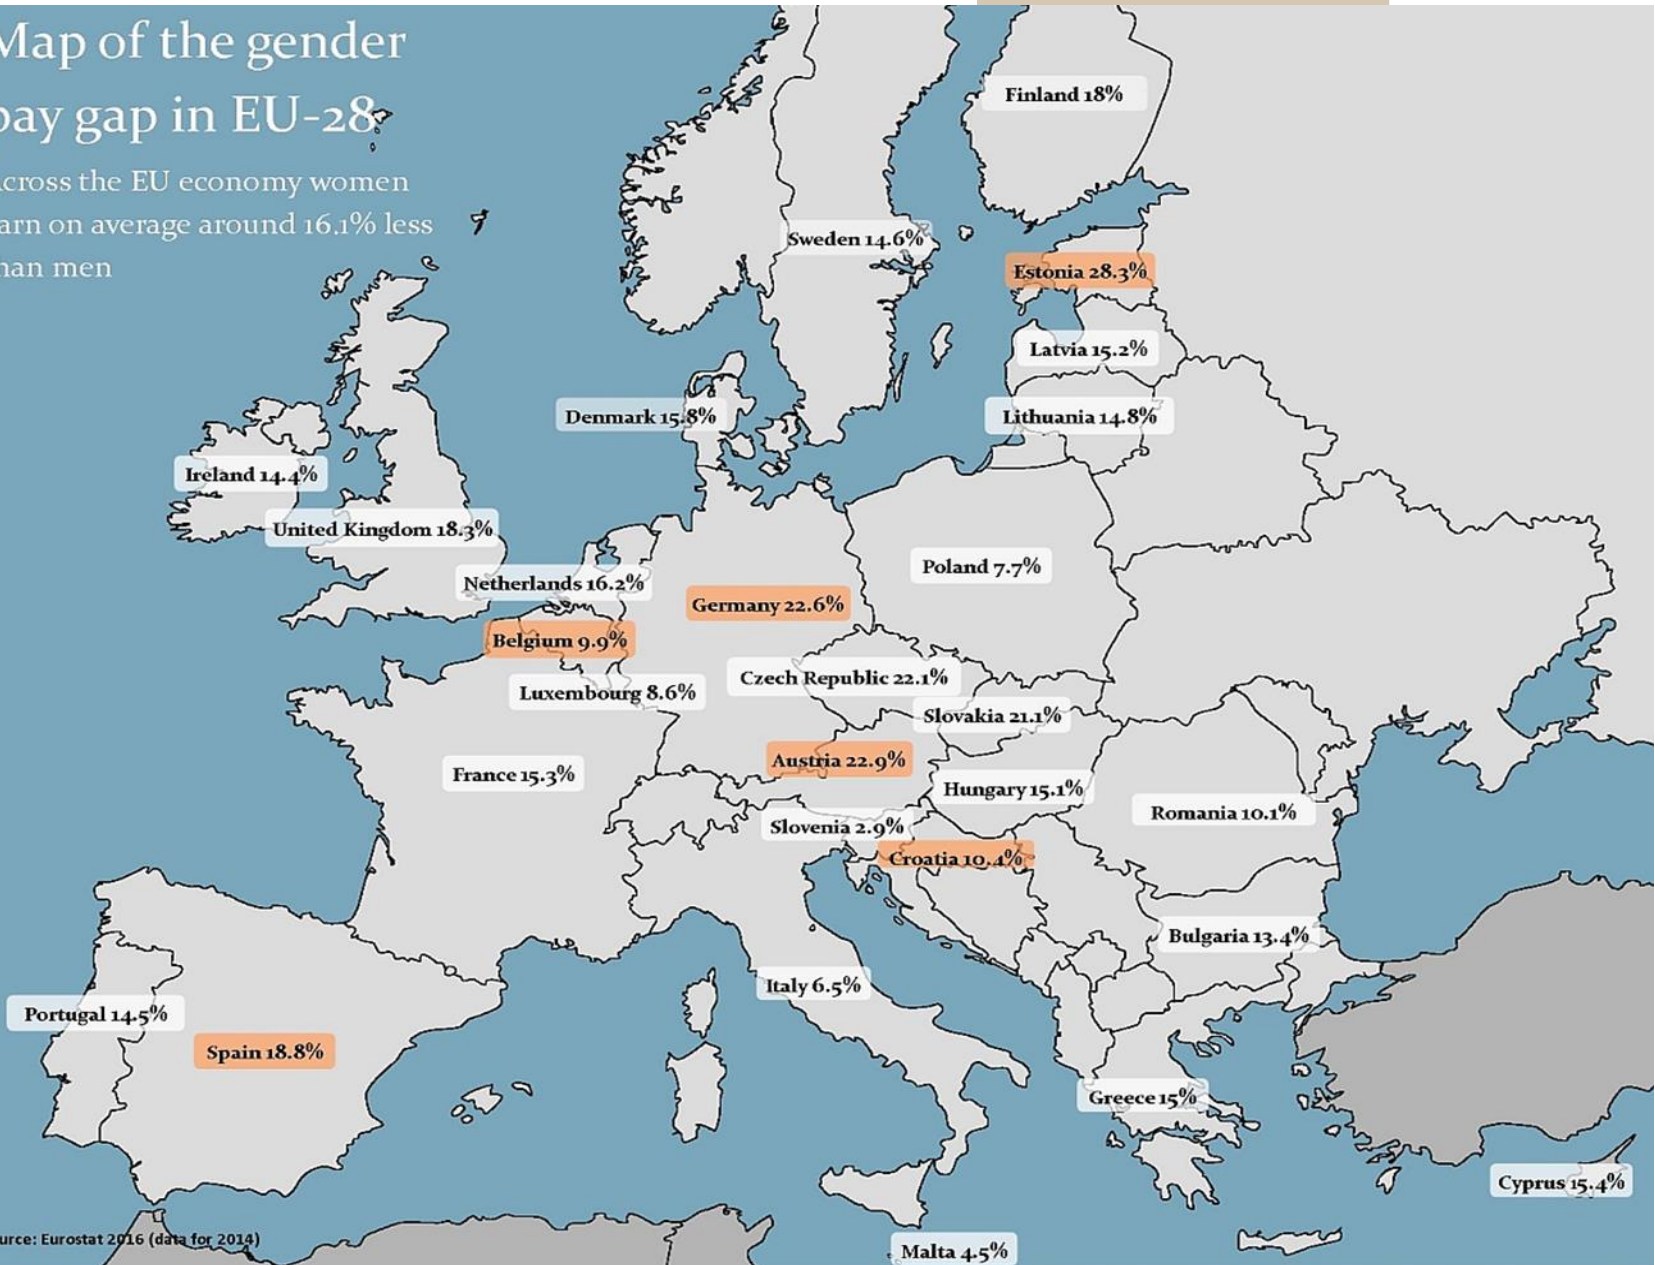 Map of the gender
pay gap in EU-28
Across the EU economy women
earn on average around 16.1% less
than men
Finland 18%
Sweden 14.6%
Estonia 28.3%
Latvia 15.2%
Denmark 15.8%
Lithuania 14.8%
Ireland 14.4%
United Kingdom 18.3%
Netherlands 16.2%
Poland 7.7%
Germany 22.6%
Belgium 9.9%
Czech Republic 22.1%
Luxembourg 8.6%
Slovakia 21.1%
Austria 22.9%
France 15.3%
Hungary 15.1%
Romania 10.1%
Slovenia 2.9%
Croatia 10.4%
Bulgaria 13.4%
Italy 6.5%
Portugal 14.5%
Spain 18.8%
Greece 15%
Cyprus 15.4%
Malta 4.5%
urce: Eurostat 2016 (data for 2014)